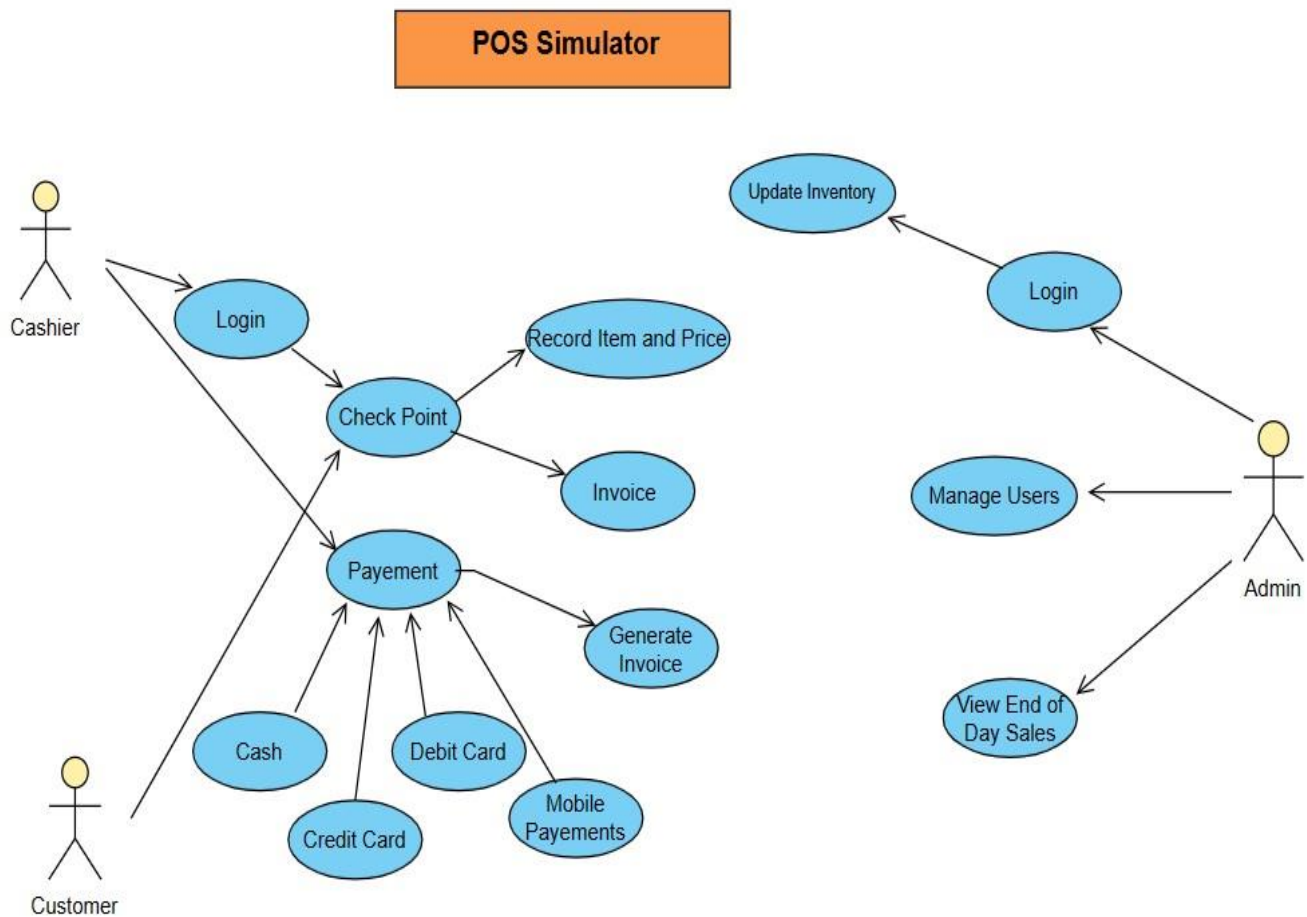 POS Simulator
Update Inventory
Login
Cashier
Login
Record Item and Price
Check Point
Invoice
Manage Users
Admin
Payement
Generate
Invoice
View End of
Day Sales
Cash
Debit Card
Mobile
Payments
Credit Card
Customer